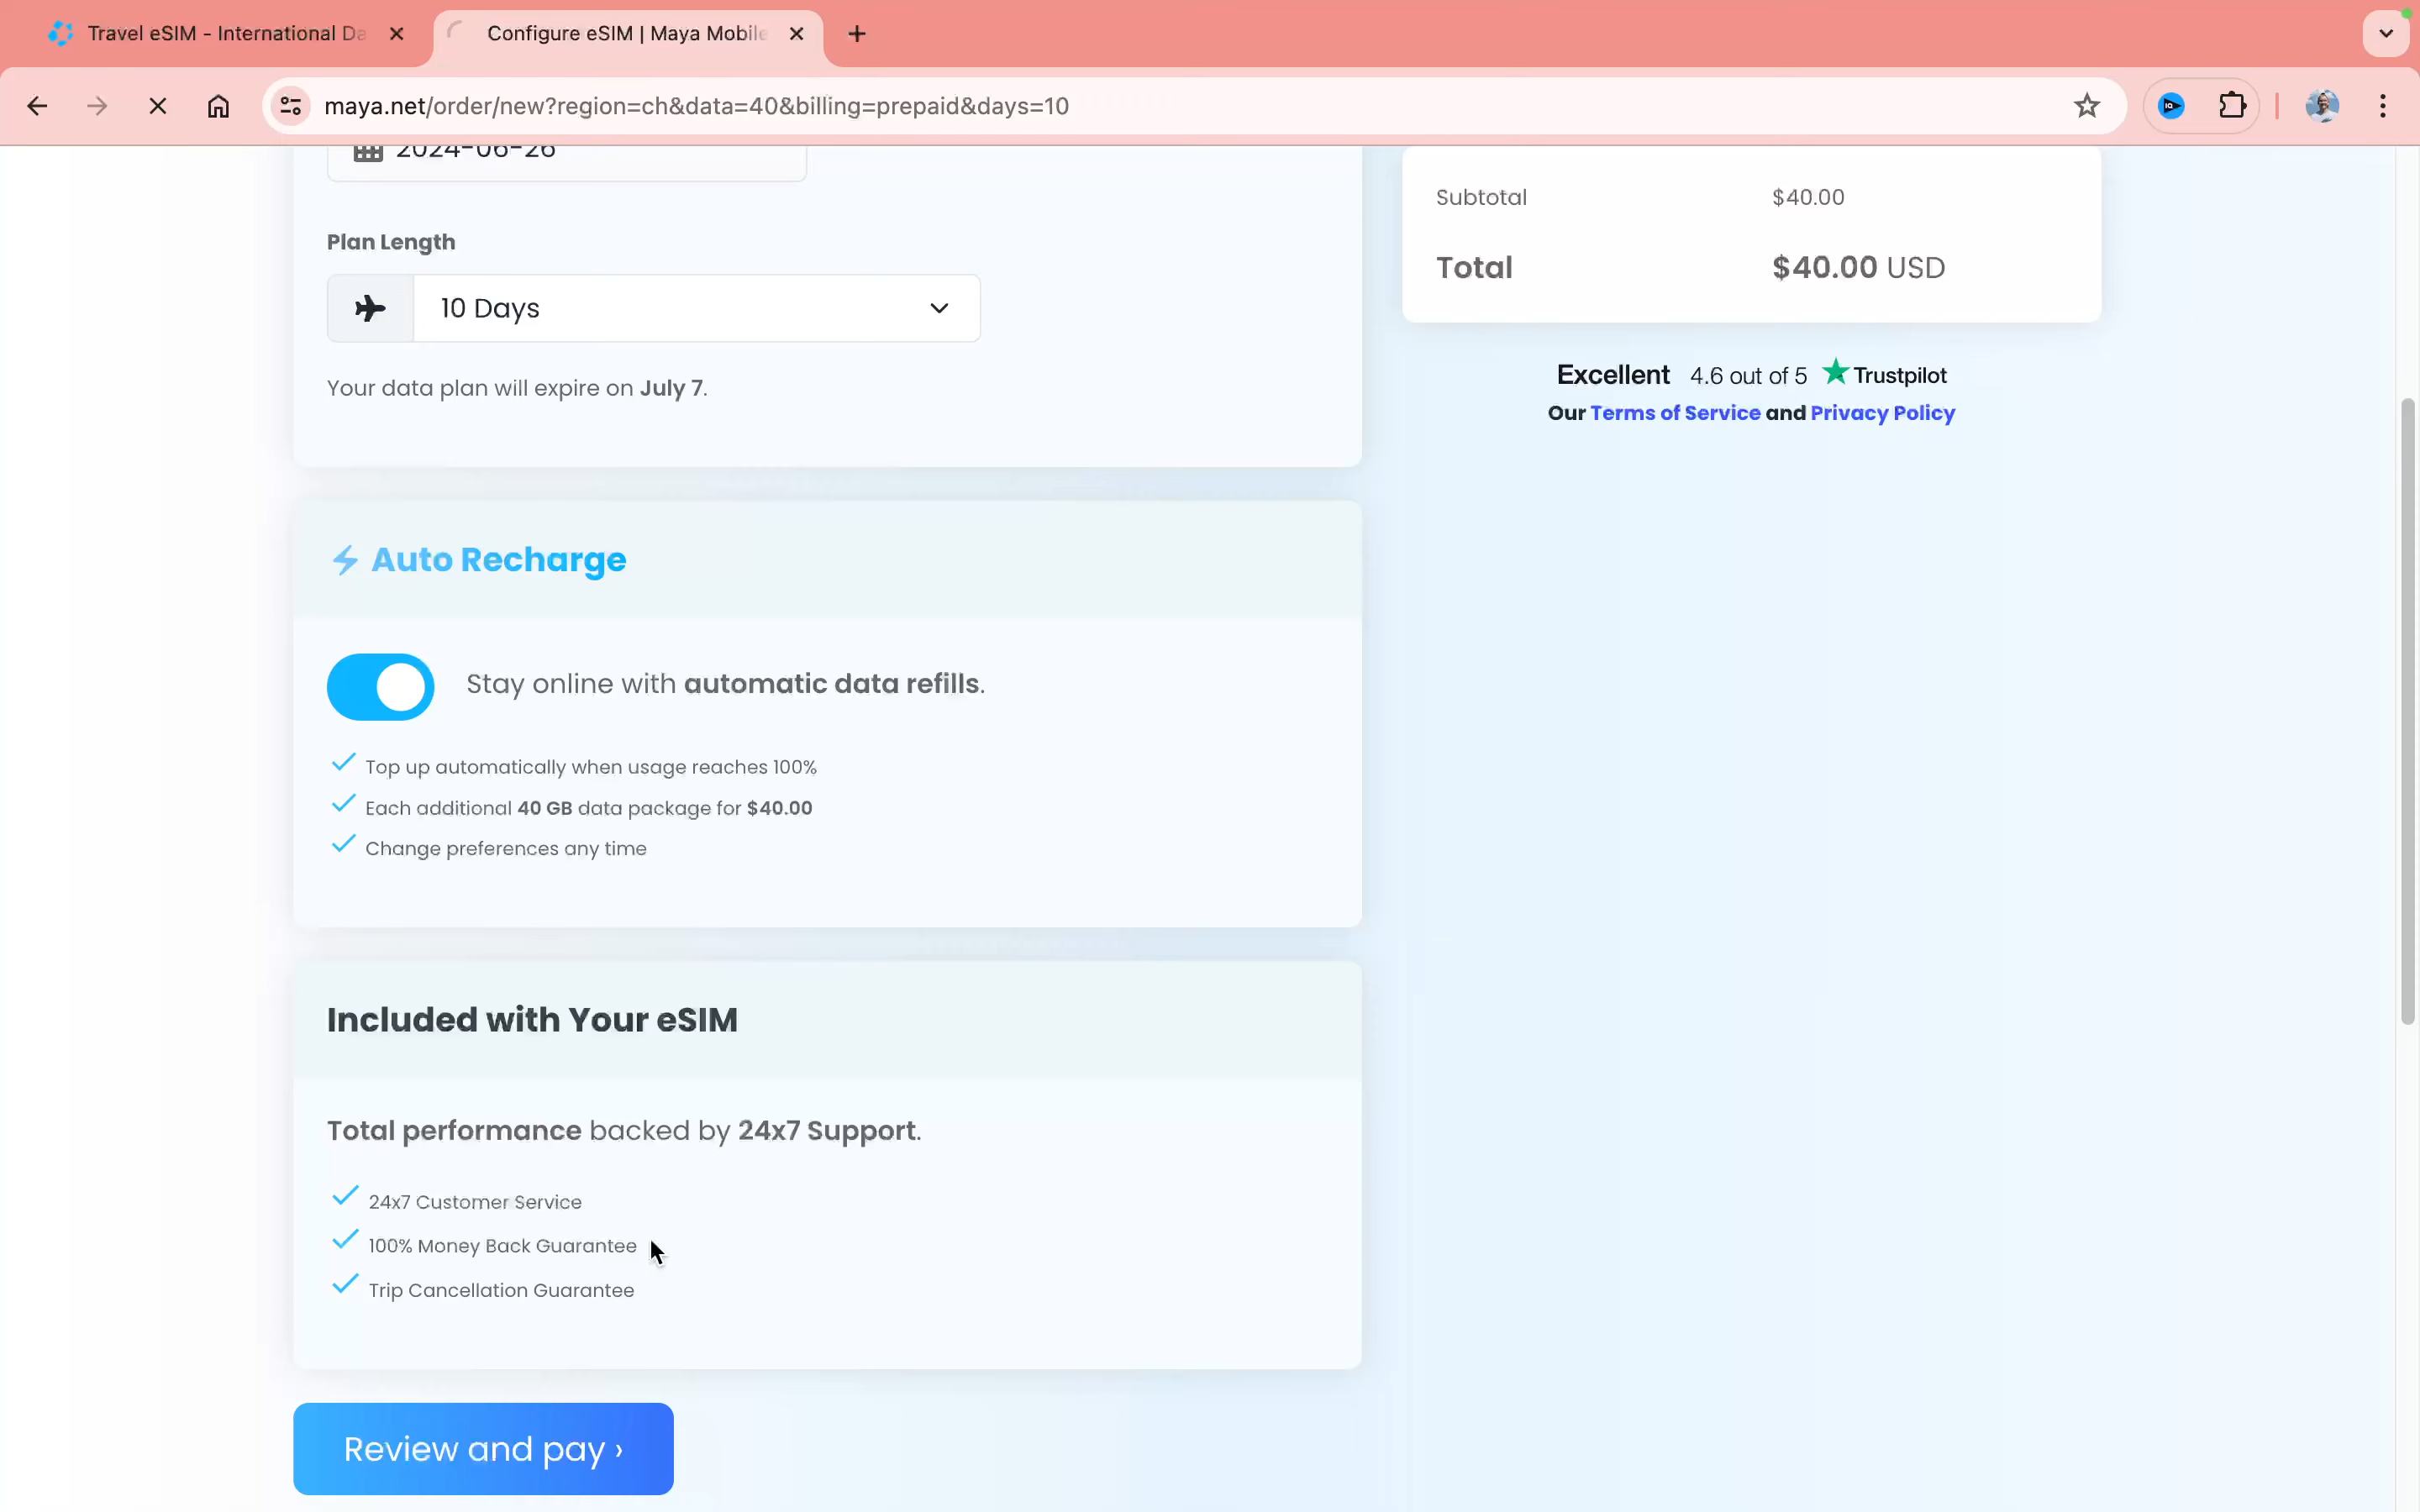 Travel eSIM - International Da
Configure eSIM | Maya Mobile
maya.net/order/new?region=ch&data=40&billing=prepaid&days=10
2024-06-26
Plan Length
10 Days
Your data plan will expire on July 7.
Subtotal $40.00
Total $40.00 USD
Excellent 4.6 out of 5 Trustpilot
Our Terms of Service and Privacy Policy
Auto Recharge
Stay online with automatic data refills.
Top up automatically when usage reaches 100%
Each additional 40 GB data package for $40.00
Change preferences any time
Included with Your eSIM
Total performance backed by 24x7 Support.
24x7 Customer Service
100% Money Back Guarantee
Trip Cancellation Guarantee
Review and pay ›